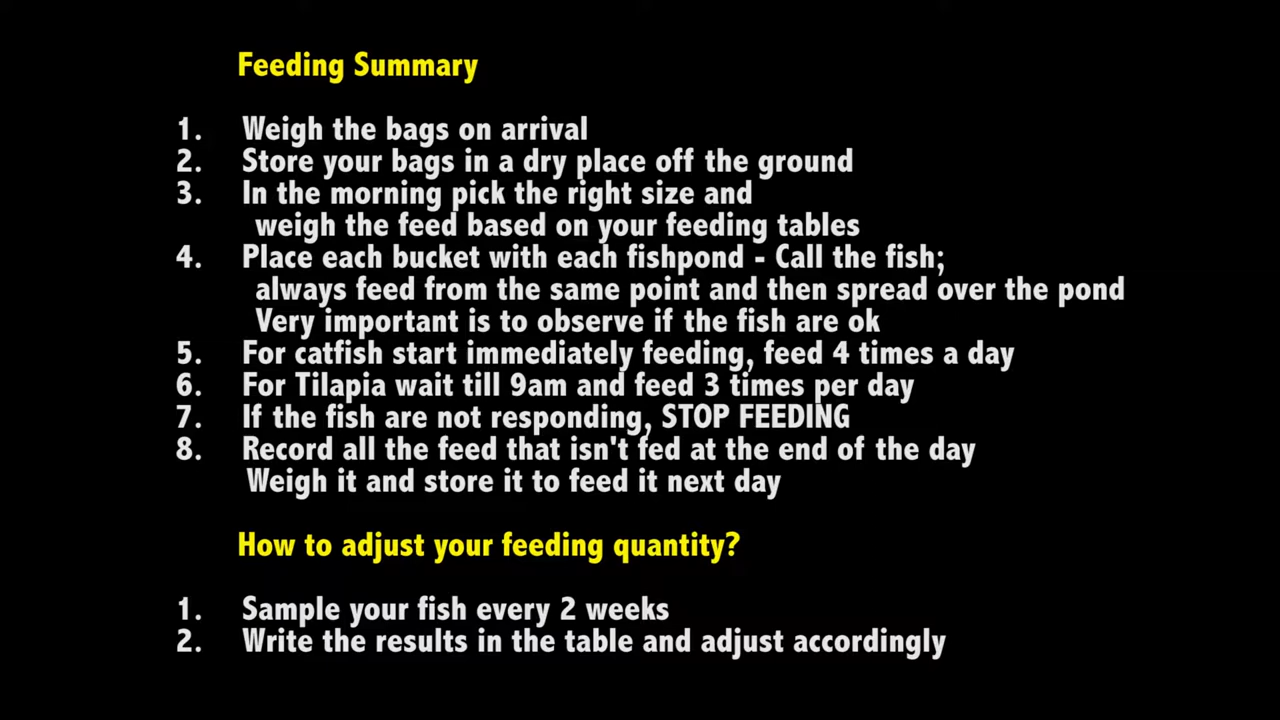 Feeding Summary
1. Weigh the bags on arrival
2. Store your bags in a dry place off the ground
3. In the morning pick the right size and
weigh the feed based on your feeding tables
4. Place each bucket with each fishpond - Call the fish;
always feed from the same point and then spread over the pond
Very important is to observe if the fish are ok
5. For catfish start immediately feeding, feed 4 times a day
6. For Tilapia wait till 9am and feed 3 times per day
7. If the fish are not responding, STOP FEEDING
8. Record all the feed that isn't fed at the end of the day
Weigh it and store it to feed it next day
How to adjust your feeding quantity?
1. Sample your fish every 2 weeks
2. Write the results in the table and adjust accordingly